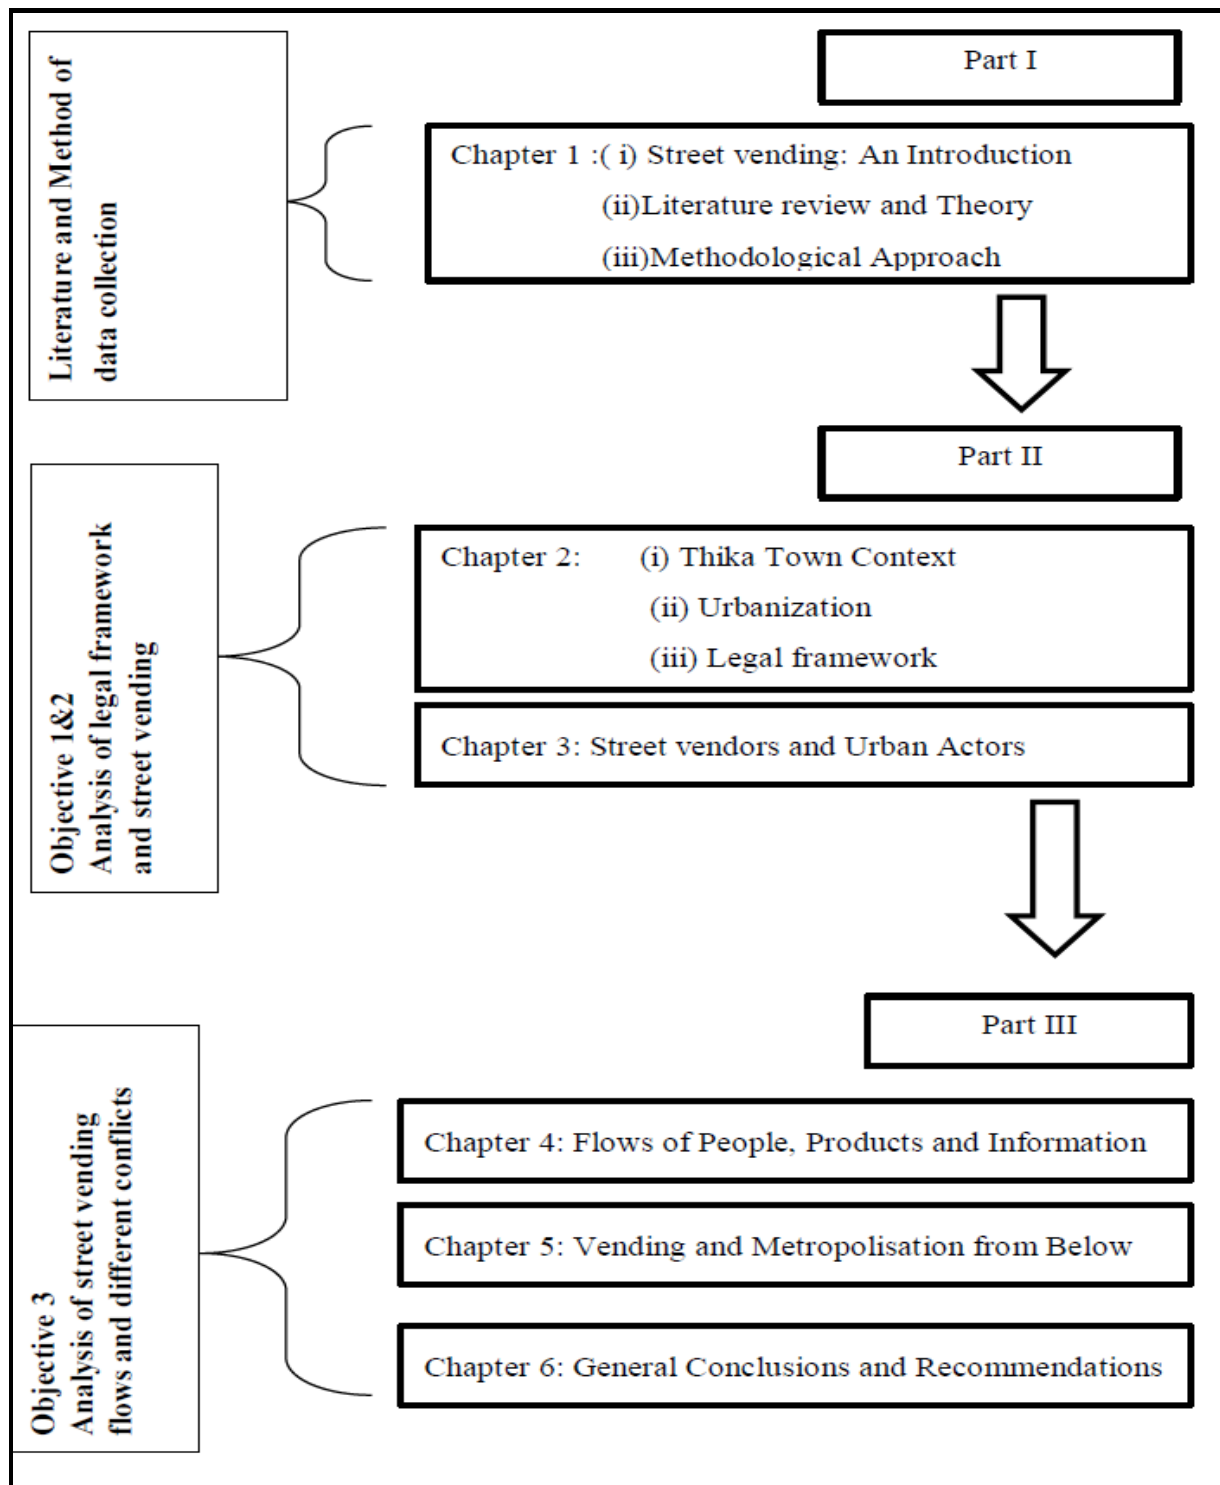 Part I
Literature and Method of
data collection
Chapter 1 :( i) Street vending: An Introduction
(ii)Literature review and Theory
(iii)Methodological Approach
Part II
Objective 1&2
Analysis of legal framework
and street vending
Chapter 2: (i) Thika Town Context
(ii) Urbanization
(iii) Legal framework
Chapter 3: Street vendors and Urban Actors
Part III
Objective 3
Analysis of street vending
flows and different conflicts
Chapter 4: Flows of People, Products and Information
Chapter 5: Vending and Metropolisation from Below
Chapter 6: General Conclusions and Recommendations